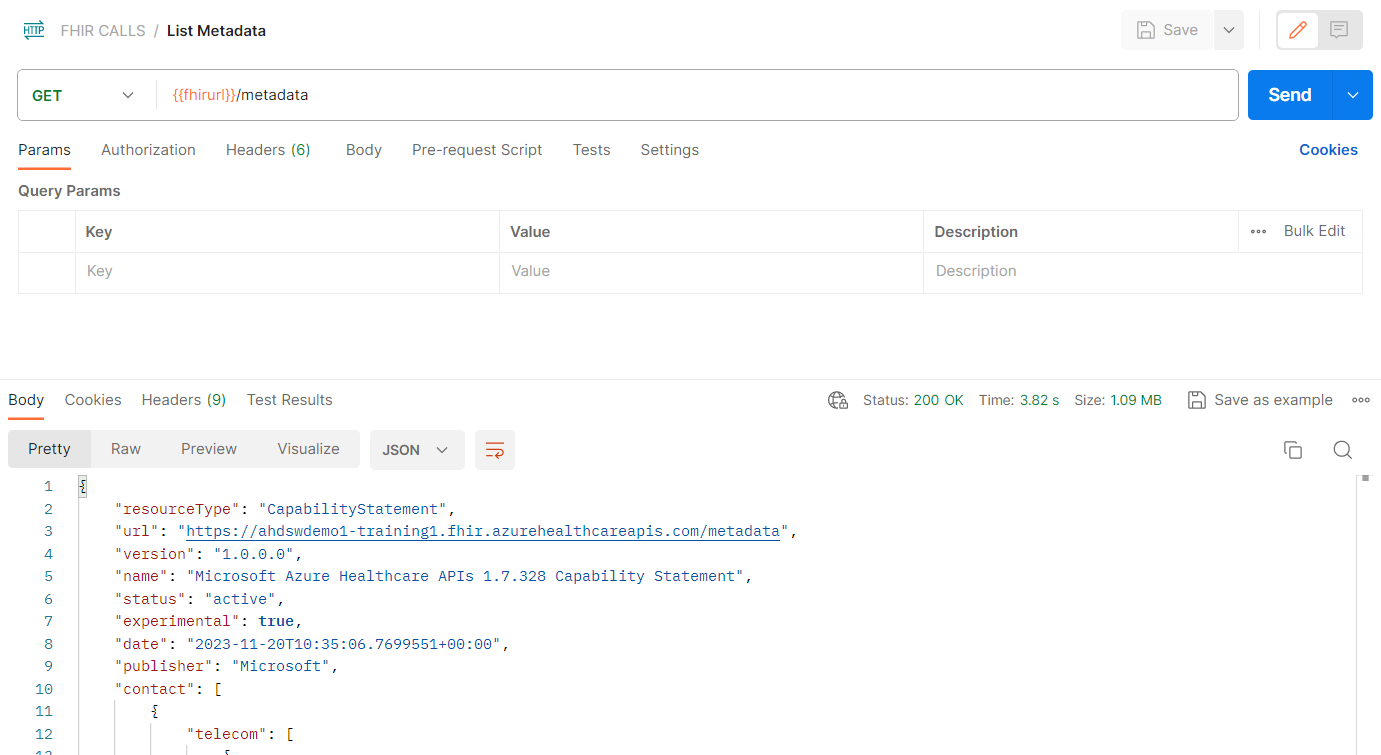 HTTP FHIR CALLS / List Metadata Save
GET {{fhirurl}}/metadata Send
Params Authorization Headers (6) Body Pre-request Script Tests Settings Cookies
Query Params
Key Value Description ••• Bulk Edit
Key Value Description
Body Cookies Headers (9) Test Results Status: 200 OK Time: 3.82 s Size: 1.09 MB Save as example •••
Pretty Raw Preview Visualize JSON
1 {
2 "resourceType": "CapabilityStatement",
3 "url": "https://ahdswdemo1-training1.fhir.azurehealthcareapis.com/metadata",
4 "version": "1.0.0.0",
5 "name": "Microsoft Azure Healthcare APIs 1.7.328 Capability Statement",
6 "status": "active",
7 "experimental": true,
8 "date": "2023-11-20T10:35:06.7699551+00:00",
9 "publisher": "Microsoft",
10 "contact": [
11 {
12 "telecom": [
13 {